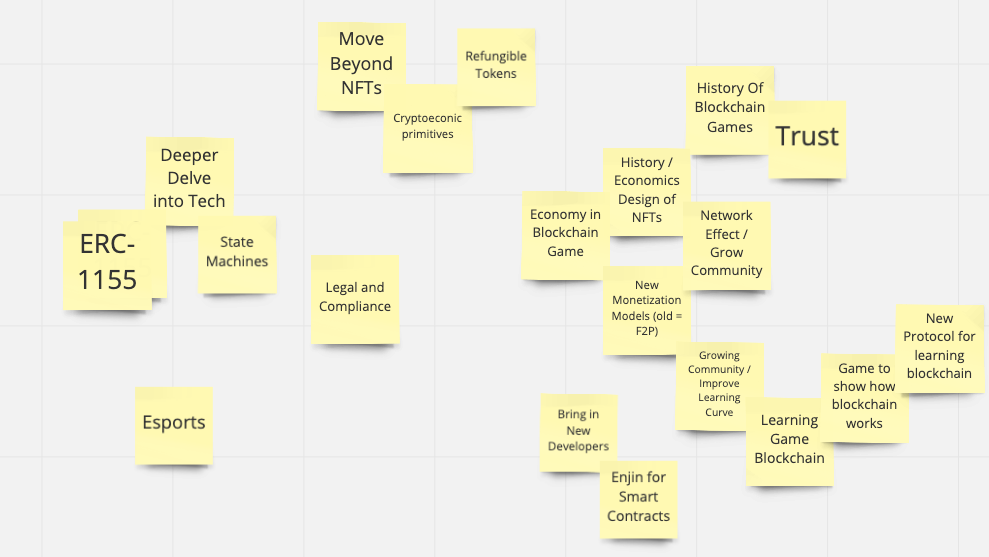 Move
Beyond
NFTs
Refungible
Tokens
Cryptoeconic
primitives
History Of
Blockchain
Games
Trust
Deeper
Delve
into Tech
ERC-
1155
State
Machines
History /
Economics
Design of
NFTs
Economy in
Blockchain
Game
Network
Effect /
Grow
Community
Legal and
Compliance
New
Monetization
Models (old =
F2P)
New
Protocol for
learning
blockchain
Growing
Community /
Improve
Learning
Curve
Game to
show how
blockchain
works
Learning
Game
Blockchain
Esports
Bring in
New
Developers
Enjin for
Smart
Contracts